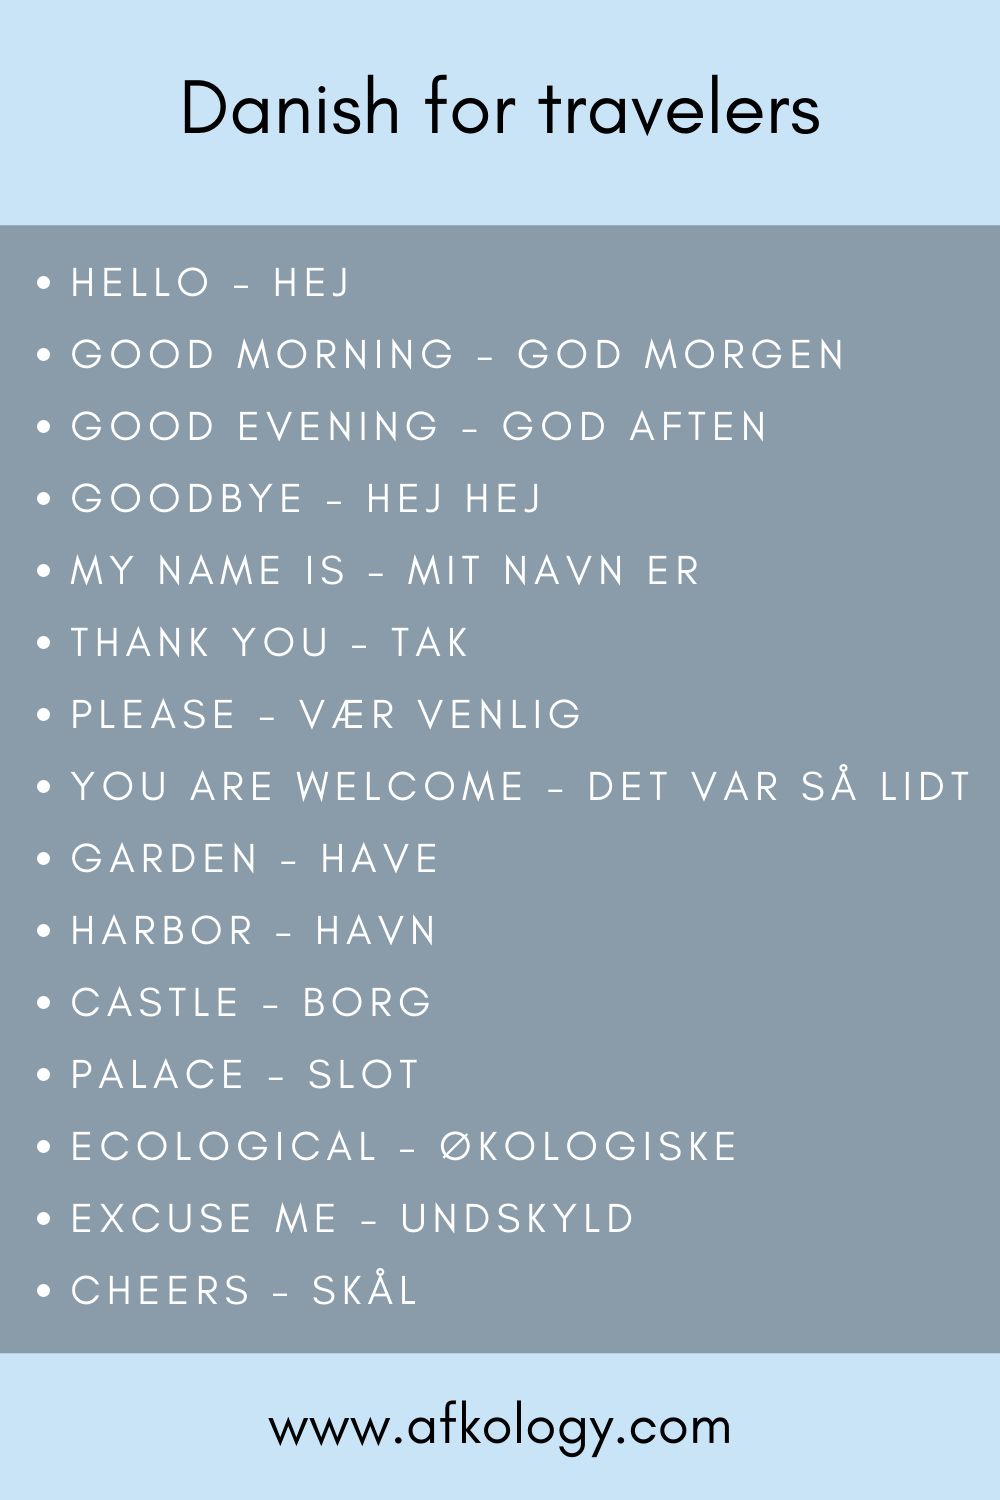 Danish for travelers
• HELLO – HEJ
• GOOD MORNING – GOD MORGEN
• GOOD EVENING – GOD AFTEN
• GOODBYE – HEJ HEJ
• MY NAME IS – MIT NAVN ER
• THANK YOU – TAK
• PLEASE – VÆR VENLIG
• YOU ARE WELCOME – DET VAR SÅ LIDT
• GARDEN – HAVE
• HARBOR – HAVN
• CASTLE – BORG
• PALACE – SLOT
• ECOLOGICAL – ØKOLOGISKE
• EXCUSE ME – UNDSKYLD
• CHEERS – SKÅL
www.afkology.com